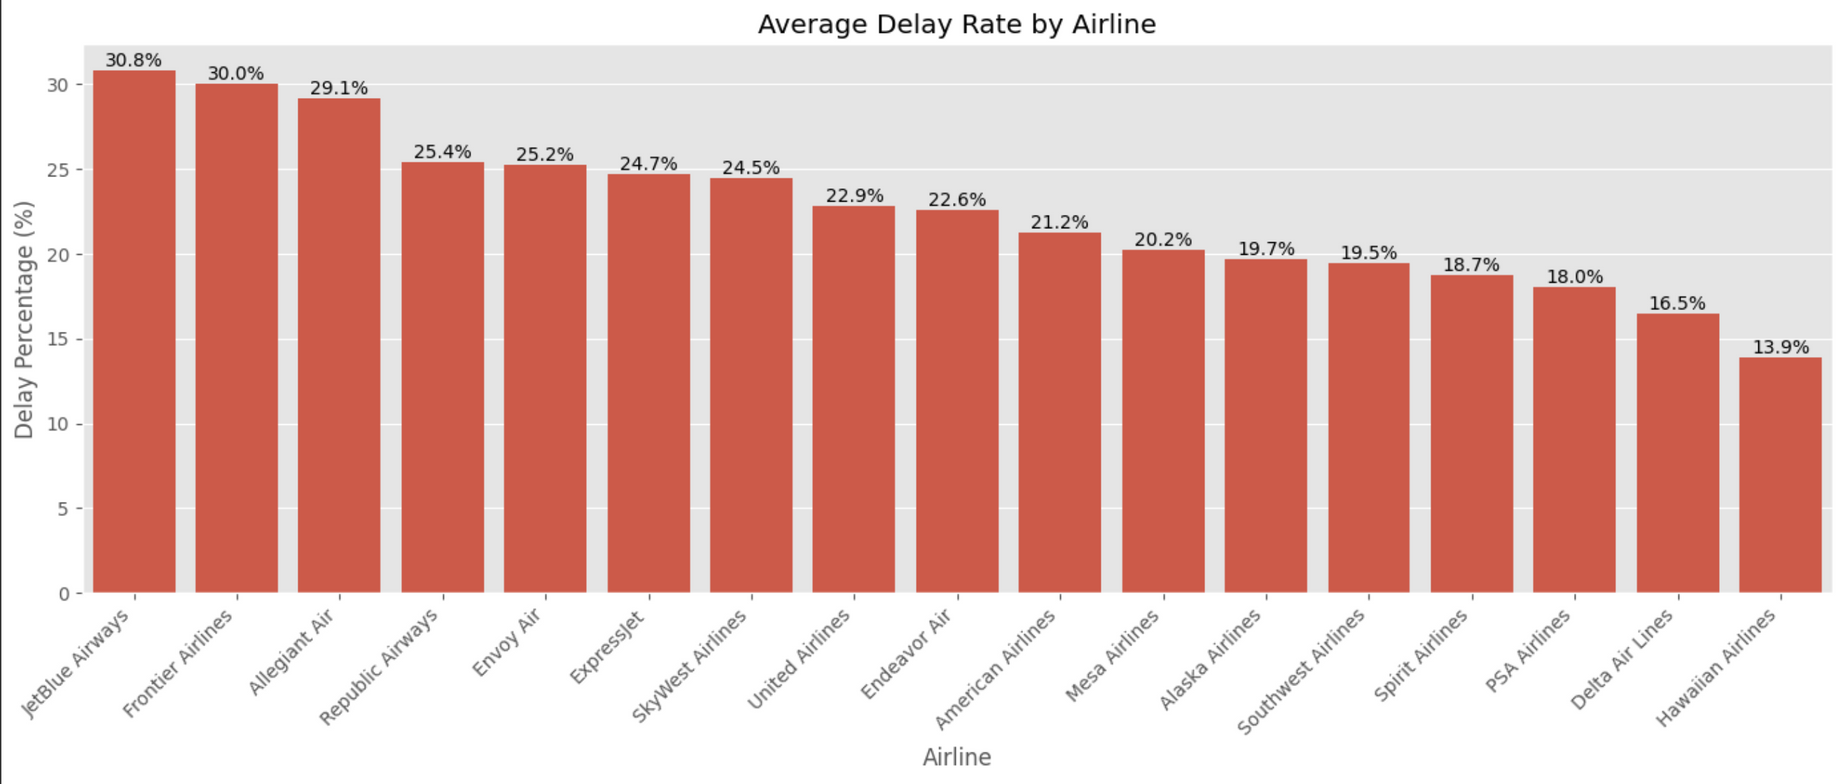 Average Delay Rate by Airline
Delay Percentage (%)
30
25
20
15
10
5
0
30.8%
30.0%
29.1%
25.4%
25.2%
24.7%
24.5%
22.9%
22.6%
21.2%
20.2%
19.7%
19.5%
18.7%
18.0%
16.5%
13.9%
JetBlue Airways
Frontier Airlines
Allegiant Air
Republic Airways
Envoy Air
ExpressJet
SkyWest Airlines
United Airlines
Endeavor Air
American Airlines
Mesa Airlines
Alaska Airlines
Southwest Airlines
Spirit Airlines
PSA Airlines
Delta Air Lines
Hawaiian Airlines
Airline